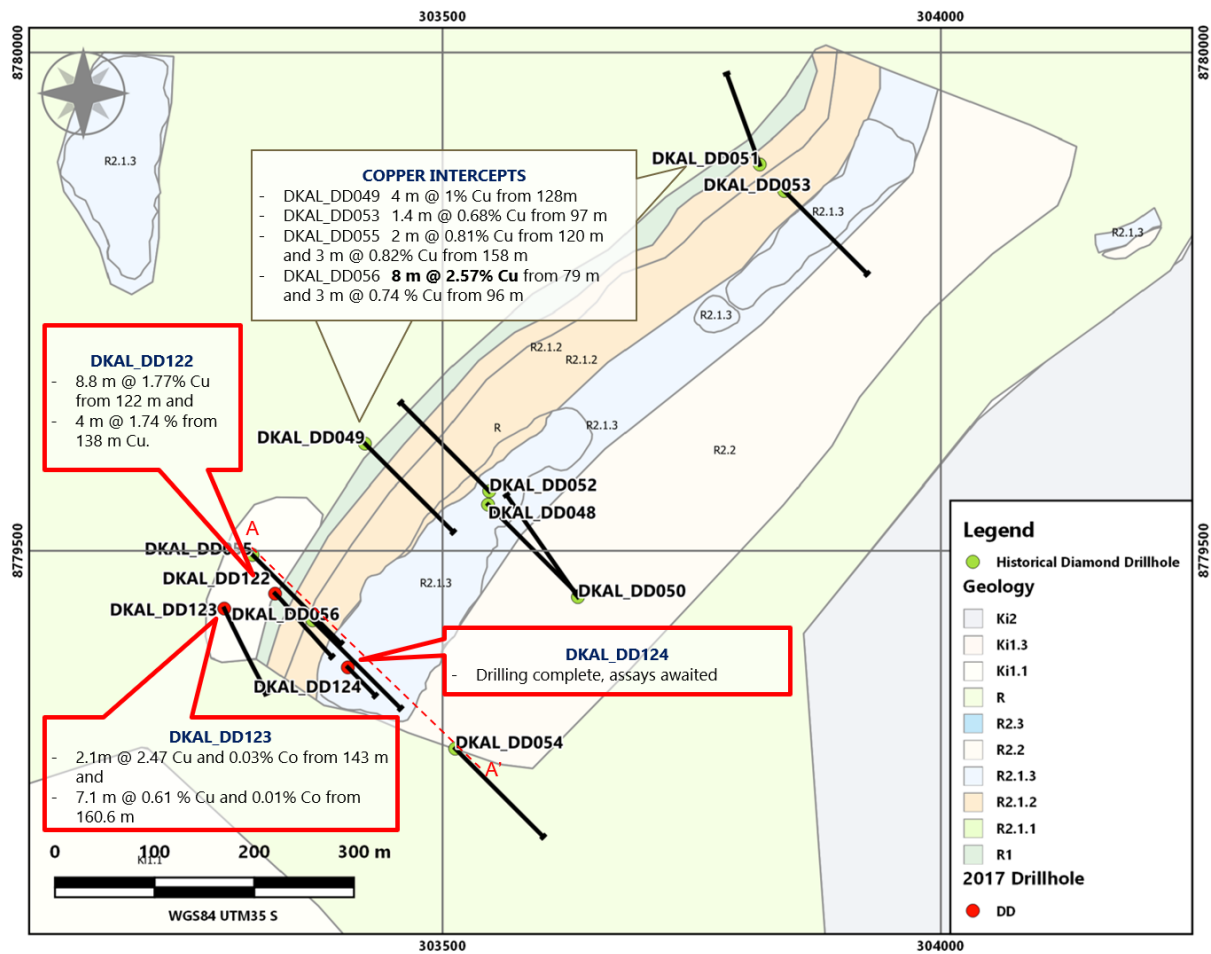 303500
304000
8780000
8780000
R2.1.3
DKAL_DD051
DKAL_DD053
R2.1.3
R2.1.3
COPPER INTERCEPTS
- DKAL_DD049 4 m @ 1% Cu from 128m
- DKAL_DD053 1.4 m @ 0.68% Cu from 97 m
- DKAL_DD055 2 m @ 0.81% Cu from 120 m
and 3 m @ 0.82% Cu from 158 m
- DKAL_DD056 8 m @ 2.57% Cu from 79 m
and 3 m @ 0.74 % Cu from 96 m
R2.1.3
R2.1.2
R2.1.2
DKAL_DD122
- 8.8 m @ 1.77% Cu
from 122 m and
- 4 m @ 1.74 % from
138 m Cu.
DKAL_DD049
R
R2.1.3
R2.2
DKAL_DD052
DKAL_DD048
8779500
8779500
A
DKAL_DD055
DKAL_DD122
R2.1.3
DKAL_DD050
DKAL_DD123
DKAL_DD056
DKAL_DD124
- Drilling complete, assays awaited
DKAL_DD124
DKAL_DD054
A'
DKAL_DD123
- 2.1m @ 2.47 Cu and 0.03% Co from 143 m
and
- 7.1 m @ 0.61 % Cu and 0.01% Co from
160.6 m
0 100 200 300 m
Ki1.1
WGS84 UTM35 S
Legend
Historical Diamond Drillhole
Geology
Ki2
Ki1.3
Ki1.1
R
R2.3
R2.2
R2.1.3
R2.1.2
R2.1.1
R1
2017 Drillhole
DD
303500
304000